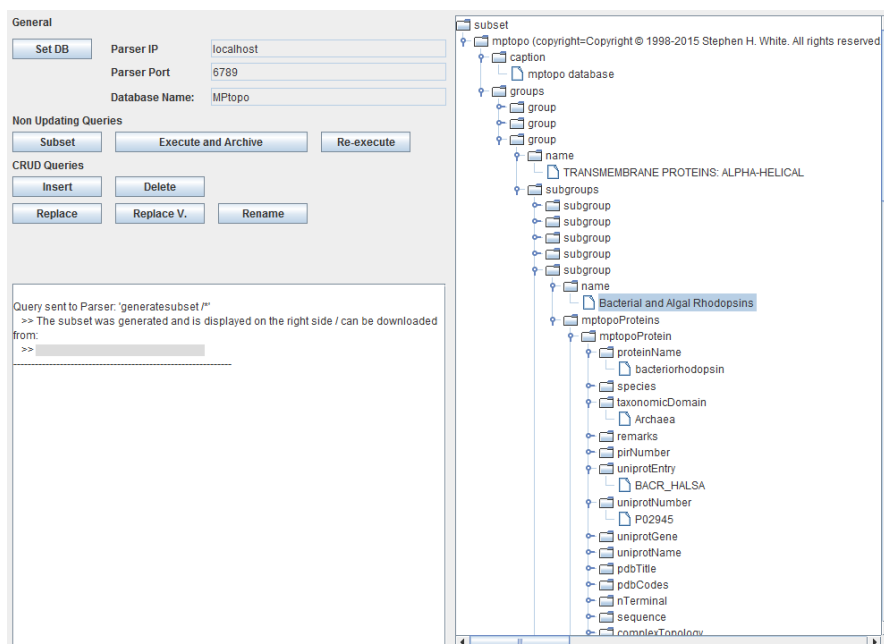 General
Set DB
Parser IP
localhost
Parser Port
6789
Database Name:
MPtopo
Non Updating Queries
Subset
Execute and Archive
Re-execute
CRUD Queries
Insert
Delete
Replace
Replace V.
Rename
Query sent to Parser: 'generatesubset /*'
>> The subset was generated and is displayed on the right side / can be downloaded
from:
>>
------------------------------------------------------------
subset
mptopo (copyright=Copyright © 1998-2015 Stephen H. White. All rights reserved
caption
mptopo database
groups
group
group
group
name
TRANSMEMBRANE PROTEINS: ALPHA-HELICAL
subgroups
subgroup
subgroup
subgroup
subgroup
subgroup
name
Bacterial and Algal Rhodopsins
mptopoProteins
mptopoProtein
proteinName
bacteriorhodopsin
species
taxonomicDomain
Archaea
remarks
pirNumber
uniprotEntry
BACR_HALSA
uniprotNumber
P02945
uniprotGene
uniprotName
pdbTitle
pdbCodes
nTerminal
sequence
complexTopology